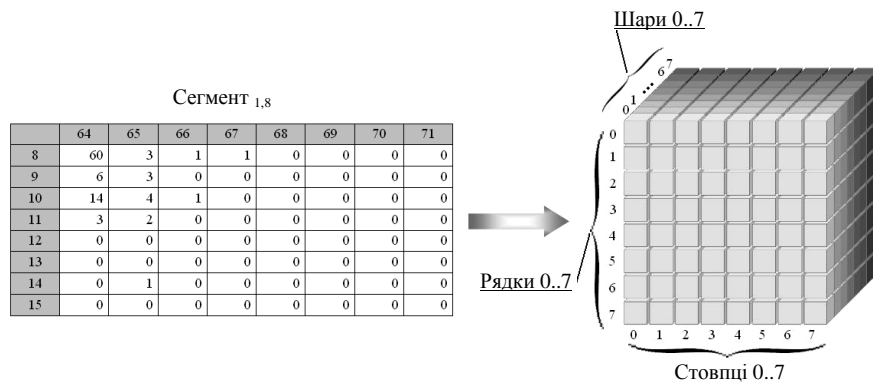 Шари 0..7
Сегмент 1,8
64 65 66 67 68 69 70 71
8 60 3 1 1 0 0 0 0
9 6 3 0 0 0 0 0 0
10 14 4 1 0 0 0 0 0
11 3 2 0 0 0 0 0 0
12 0 0 0 0 0 0 0 0
13 0 0 0 0 0 0 0 0
14 0 1 0 0 0 0 0 0
15 0 0 0 0 0 0 0 0
0 1 ... 6 7
0
1
2
3
4
5
6
7
Рядки 0..7
0 1 2 3 4 5 6 7
Стовпці 0..7